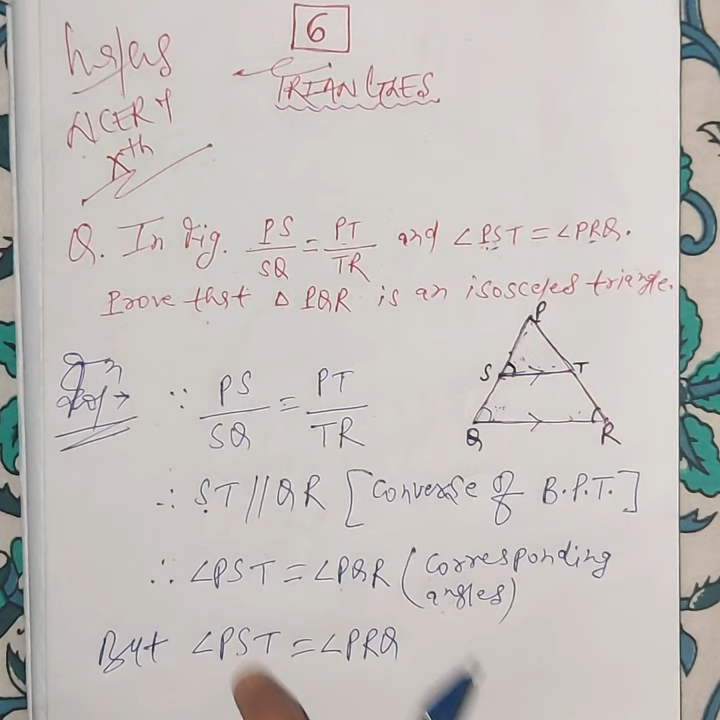 6
TRIANGLES
NCERT
Xth
Q. In Fig. PS/SQ = PT/TR and ∠PST = ∠PRQ.
Prove that △ PQR is an isosceles triangle.
P
S T
Q R
∵ PS/SQ = PT/TR
∴ ST // QR [Converse of B.P.T.]
∴ ∠PST = ∠PQR (Corresponding
angles)
But ∠PST = ∠PRQ